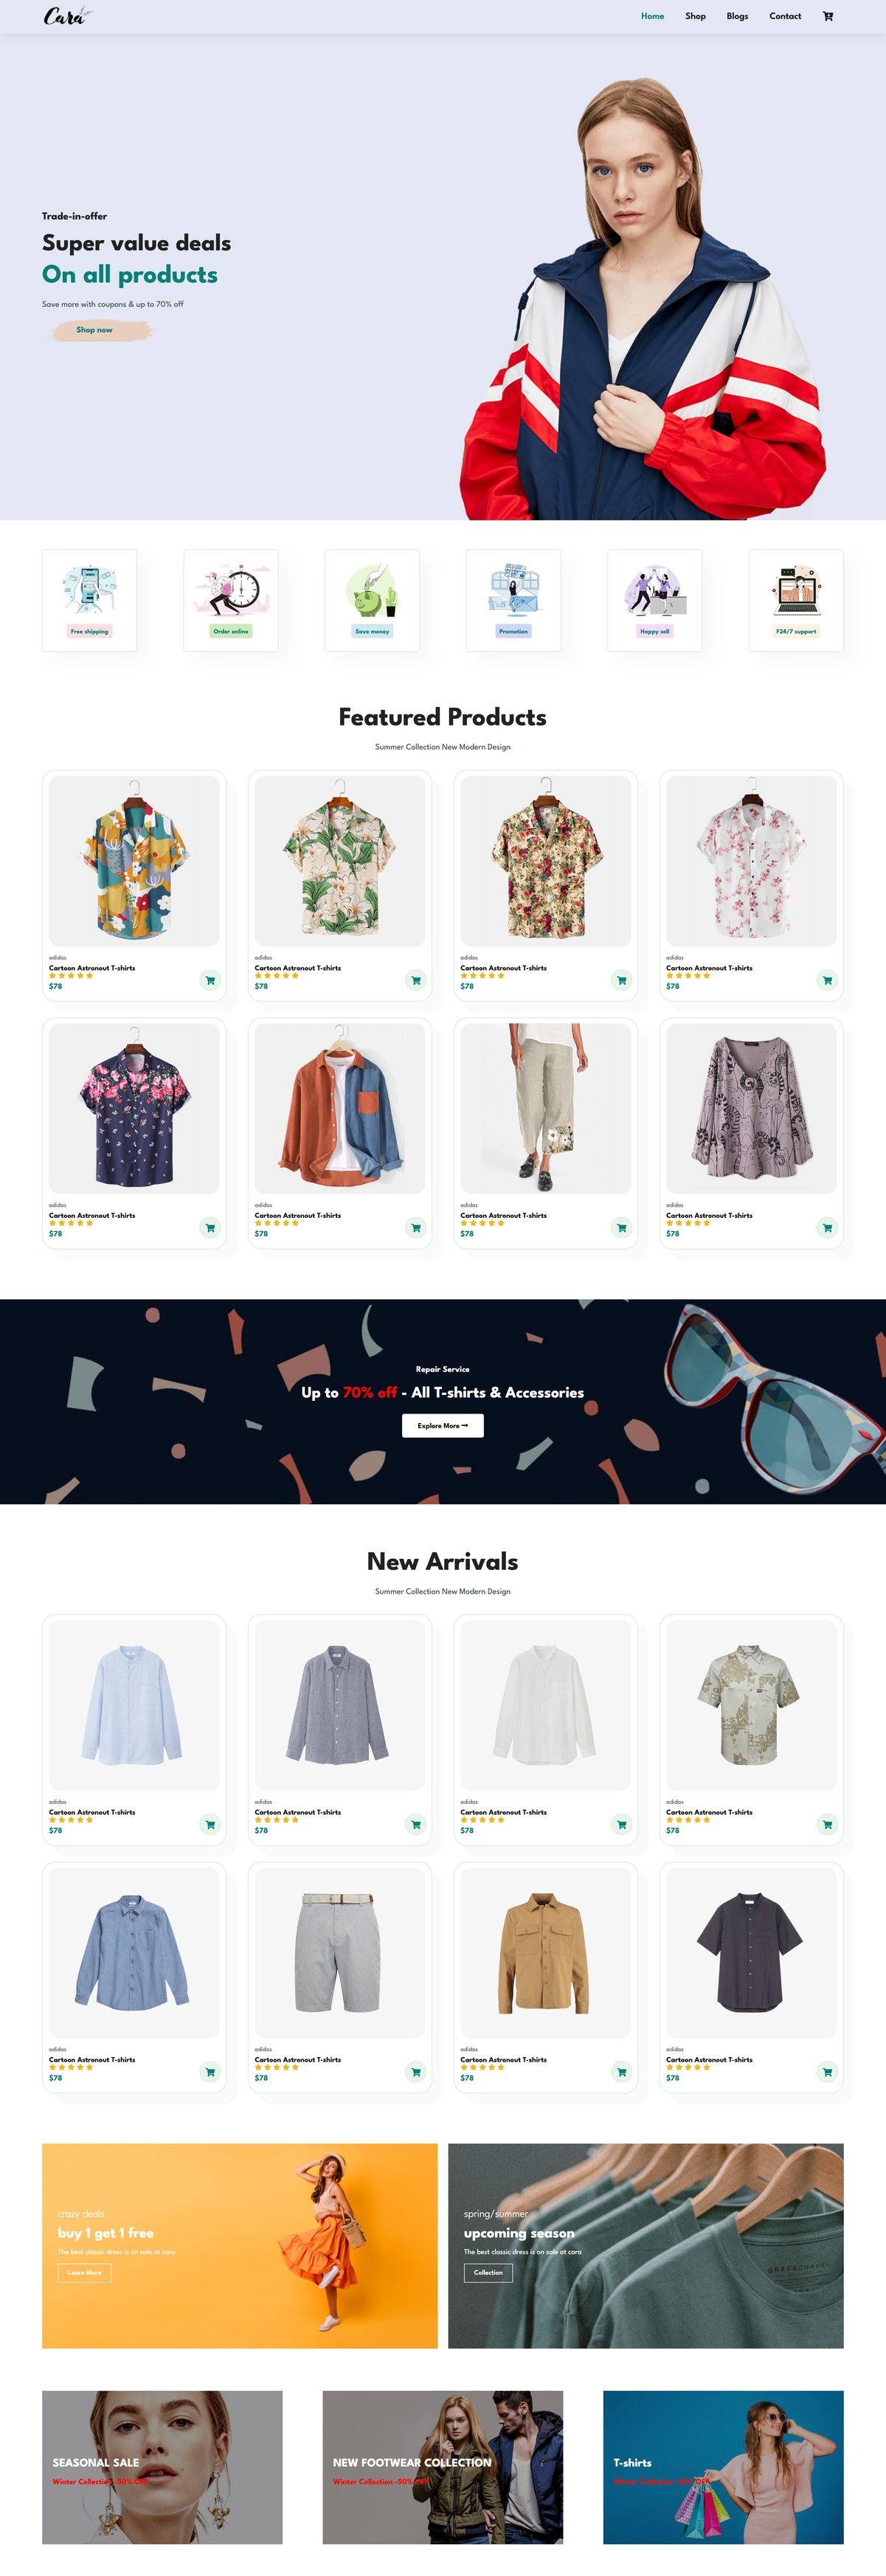 Cara
Home Shop Blogs Contact
Trade-in-offer
Super value deals
On all products
Save more with coupons & up to 70% off
Shop now
Free shipping
Order online
Save money
Promotion
Happy sell
F24/7 support
Featured Products
Summer Collection New Modern Design
adidas
Cartoon Astronout T-shirts
$78
adidas
Cartoon Astronout T-shirts
$78
adidas
Cartoon Astronout T-shirts
$78
adidas
Cartoon Astronout T-shirts
$78
adidas
Cartoon Astronout T-shirts
$78
adidas
Cartoon Astronout T-shirts
$78
adidas
Cartoon Astronout T-shirts
$78
adidas
Cartoon Astronout T-shirts
$78
Repair Service
Up to 70% off - All T-shirts & Accessories
Explore More
New Arrivals
Summer Collection New Modern Design
adidas
Cartoon Astronout T-shirts
$78
adidas
Cartoon Astronout T-shirts
$78
adidas
Cartoon Astronout T-shirts
$78
adidas
Cartoon Astronout T-shirts
$78
adidas
Cartoon Astronout T-shirts
$78
adidas
Cartoon Astronout T-shirts
$78
adidas
Cartoon Astronout T-shirts
$78
adidas
Cartoon Astronout T-shirts
$78
crazy deals
buy 1 get 1 free
The best classic dress is on sale at cara
Learn More
spring/summer
upcoming season
The best classic dress is on sale at cara
Collection
SEASONAL SALE
Winter Collection -50% OFF
NEW FOOTWEAR COLLECTION
Winter Collection -50% OFF
T-shirts
Winter Collection -50% OFF